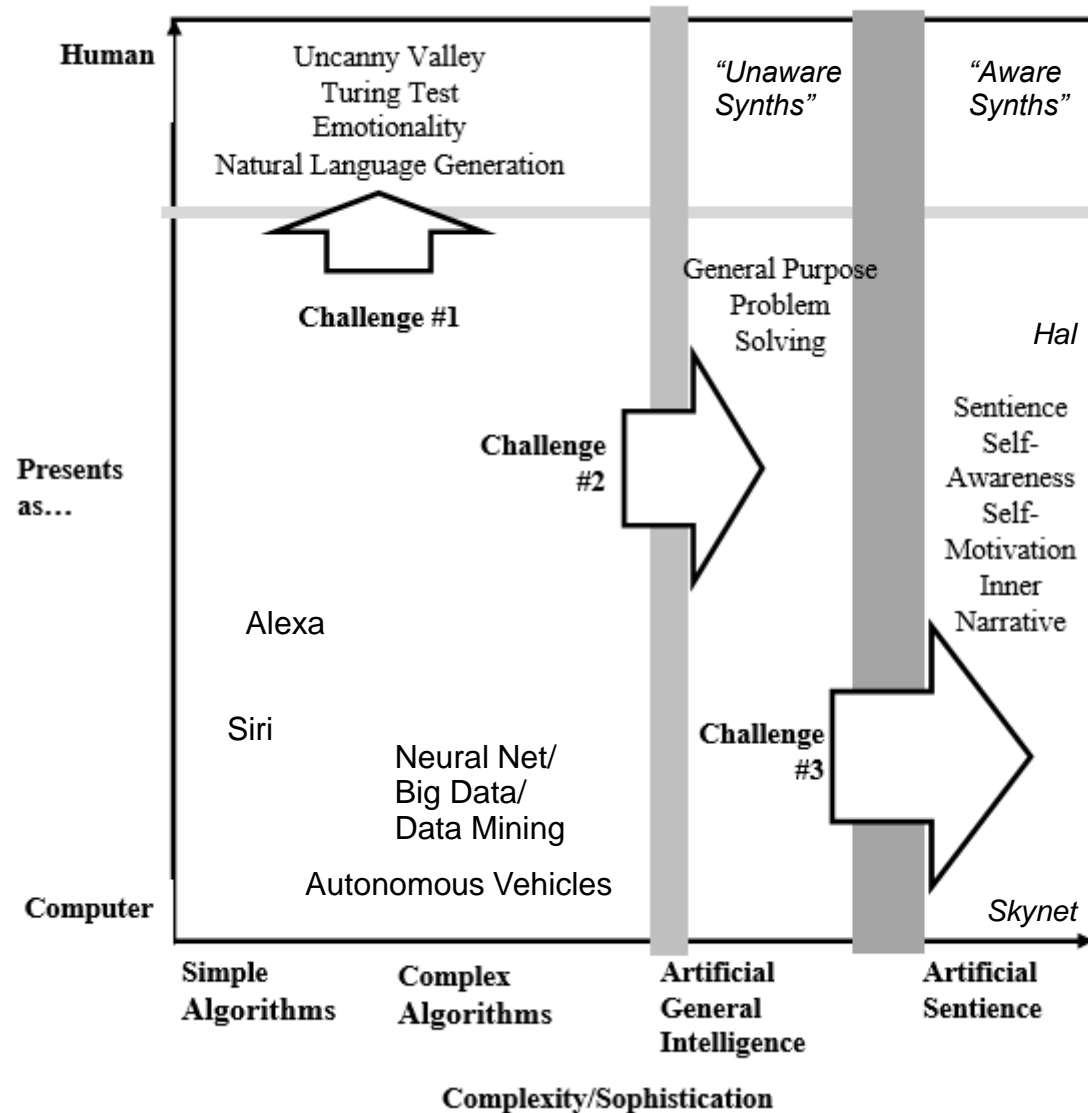 Human
Uncanny Valley
Turing Test
Emotionality
Natural Language Generation
“Unaware
Synths”
“Aware
Synths”
Challenge #1
General Purpose
Problem
Solving
Hal
Challenge
#2
Sentience
Self-
Awareness
Self-
Motivation
Inner
Narrative
Presents
as…
Alexa
Siri
Neural Net/
Big Data/
Data Mining
Challenge
#3
Autonomous Vehicles
Computer
Skynet
Simple
Algorithms
Complex
Algorithms
Artificial
General
Intelligence
Artificial
Sentience
Complexity/Sophistication